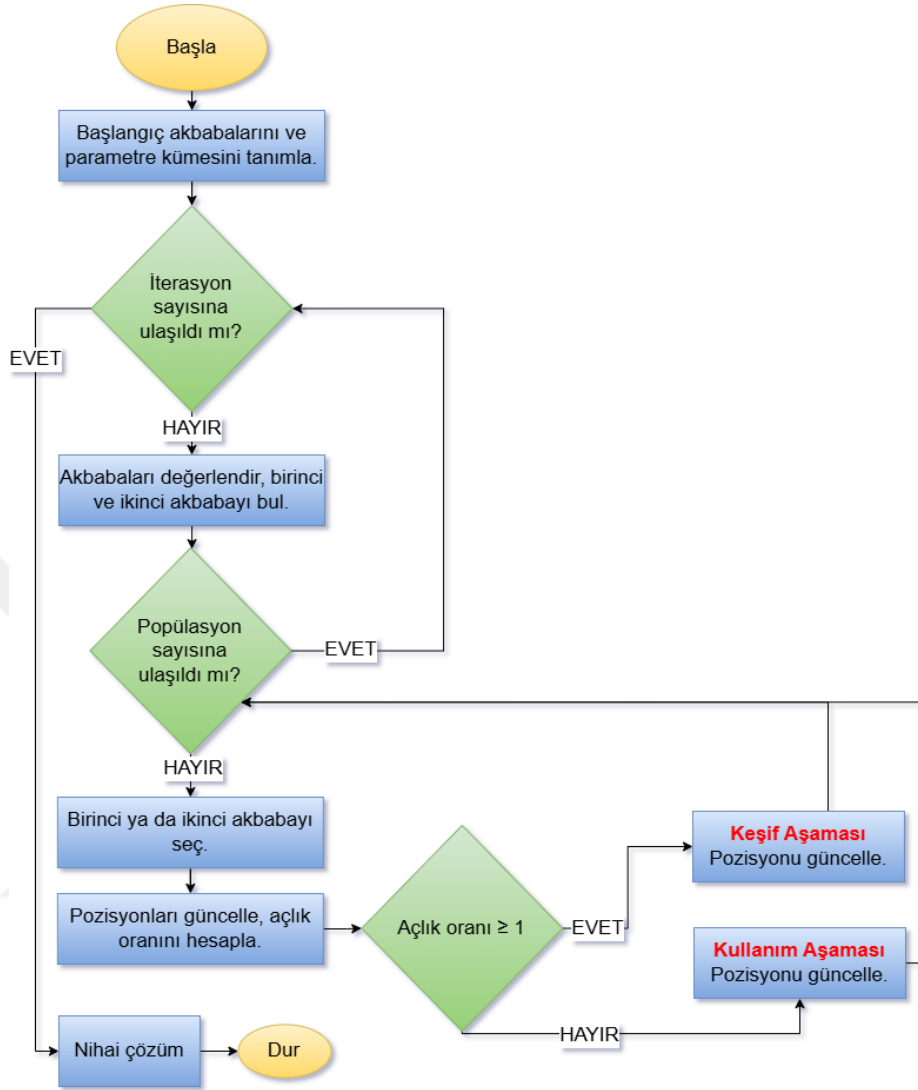 Başla
Başlangıç akbabalarını ve
parametre kümesini tanımla.
İterasyon
sayısına
ulaşıldı mı?
EVET
HAYIR
Akbabaları değerlendir, birinci
ve ikinci akbabayı bul.
Popülasyon
sayısına
ulaşıldı mı?
EVET
HAYIR
Birinci ya da ikinci akbabayı
seç.
Pozisyonları güncelle, açlık
oranını hesapla.
Açlık oranı ≥ 1
EVET
Keşif Aşaması
Pozisyonu güncelle.
HAYIR
Kullanım Aşaması
Pozisyonu güncelle.
Nihai çözüm
Dur